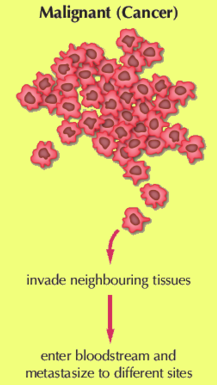 Malignant (Cancer)
invade neighbouring tissues
enter bloodstream and
metastasize to different sites